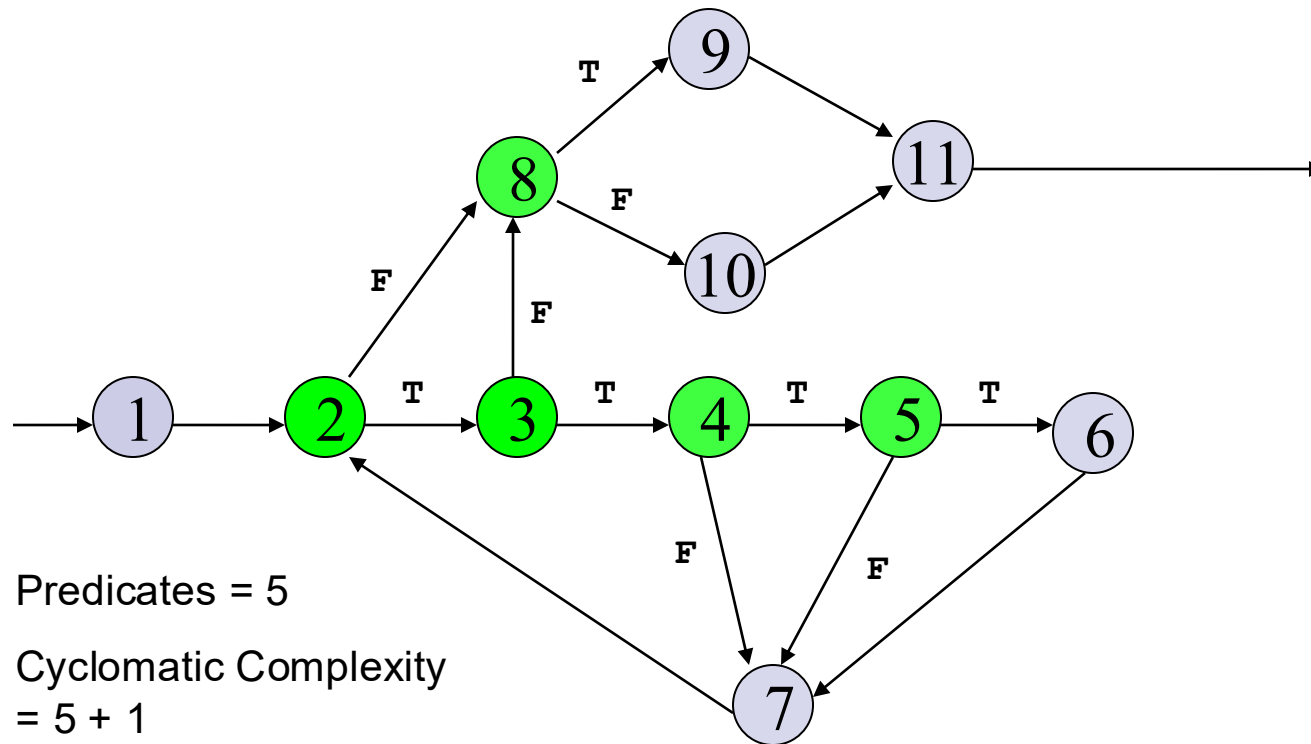 9
T
8
11
F
10
F
F
1
2
T
3
T
4
T
5
T
6
F
F
Predicates = 5
Cyclomatic Complexity
= 5 + 1
7